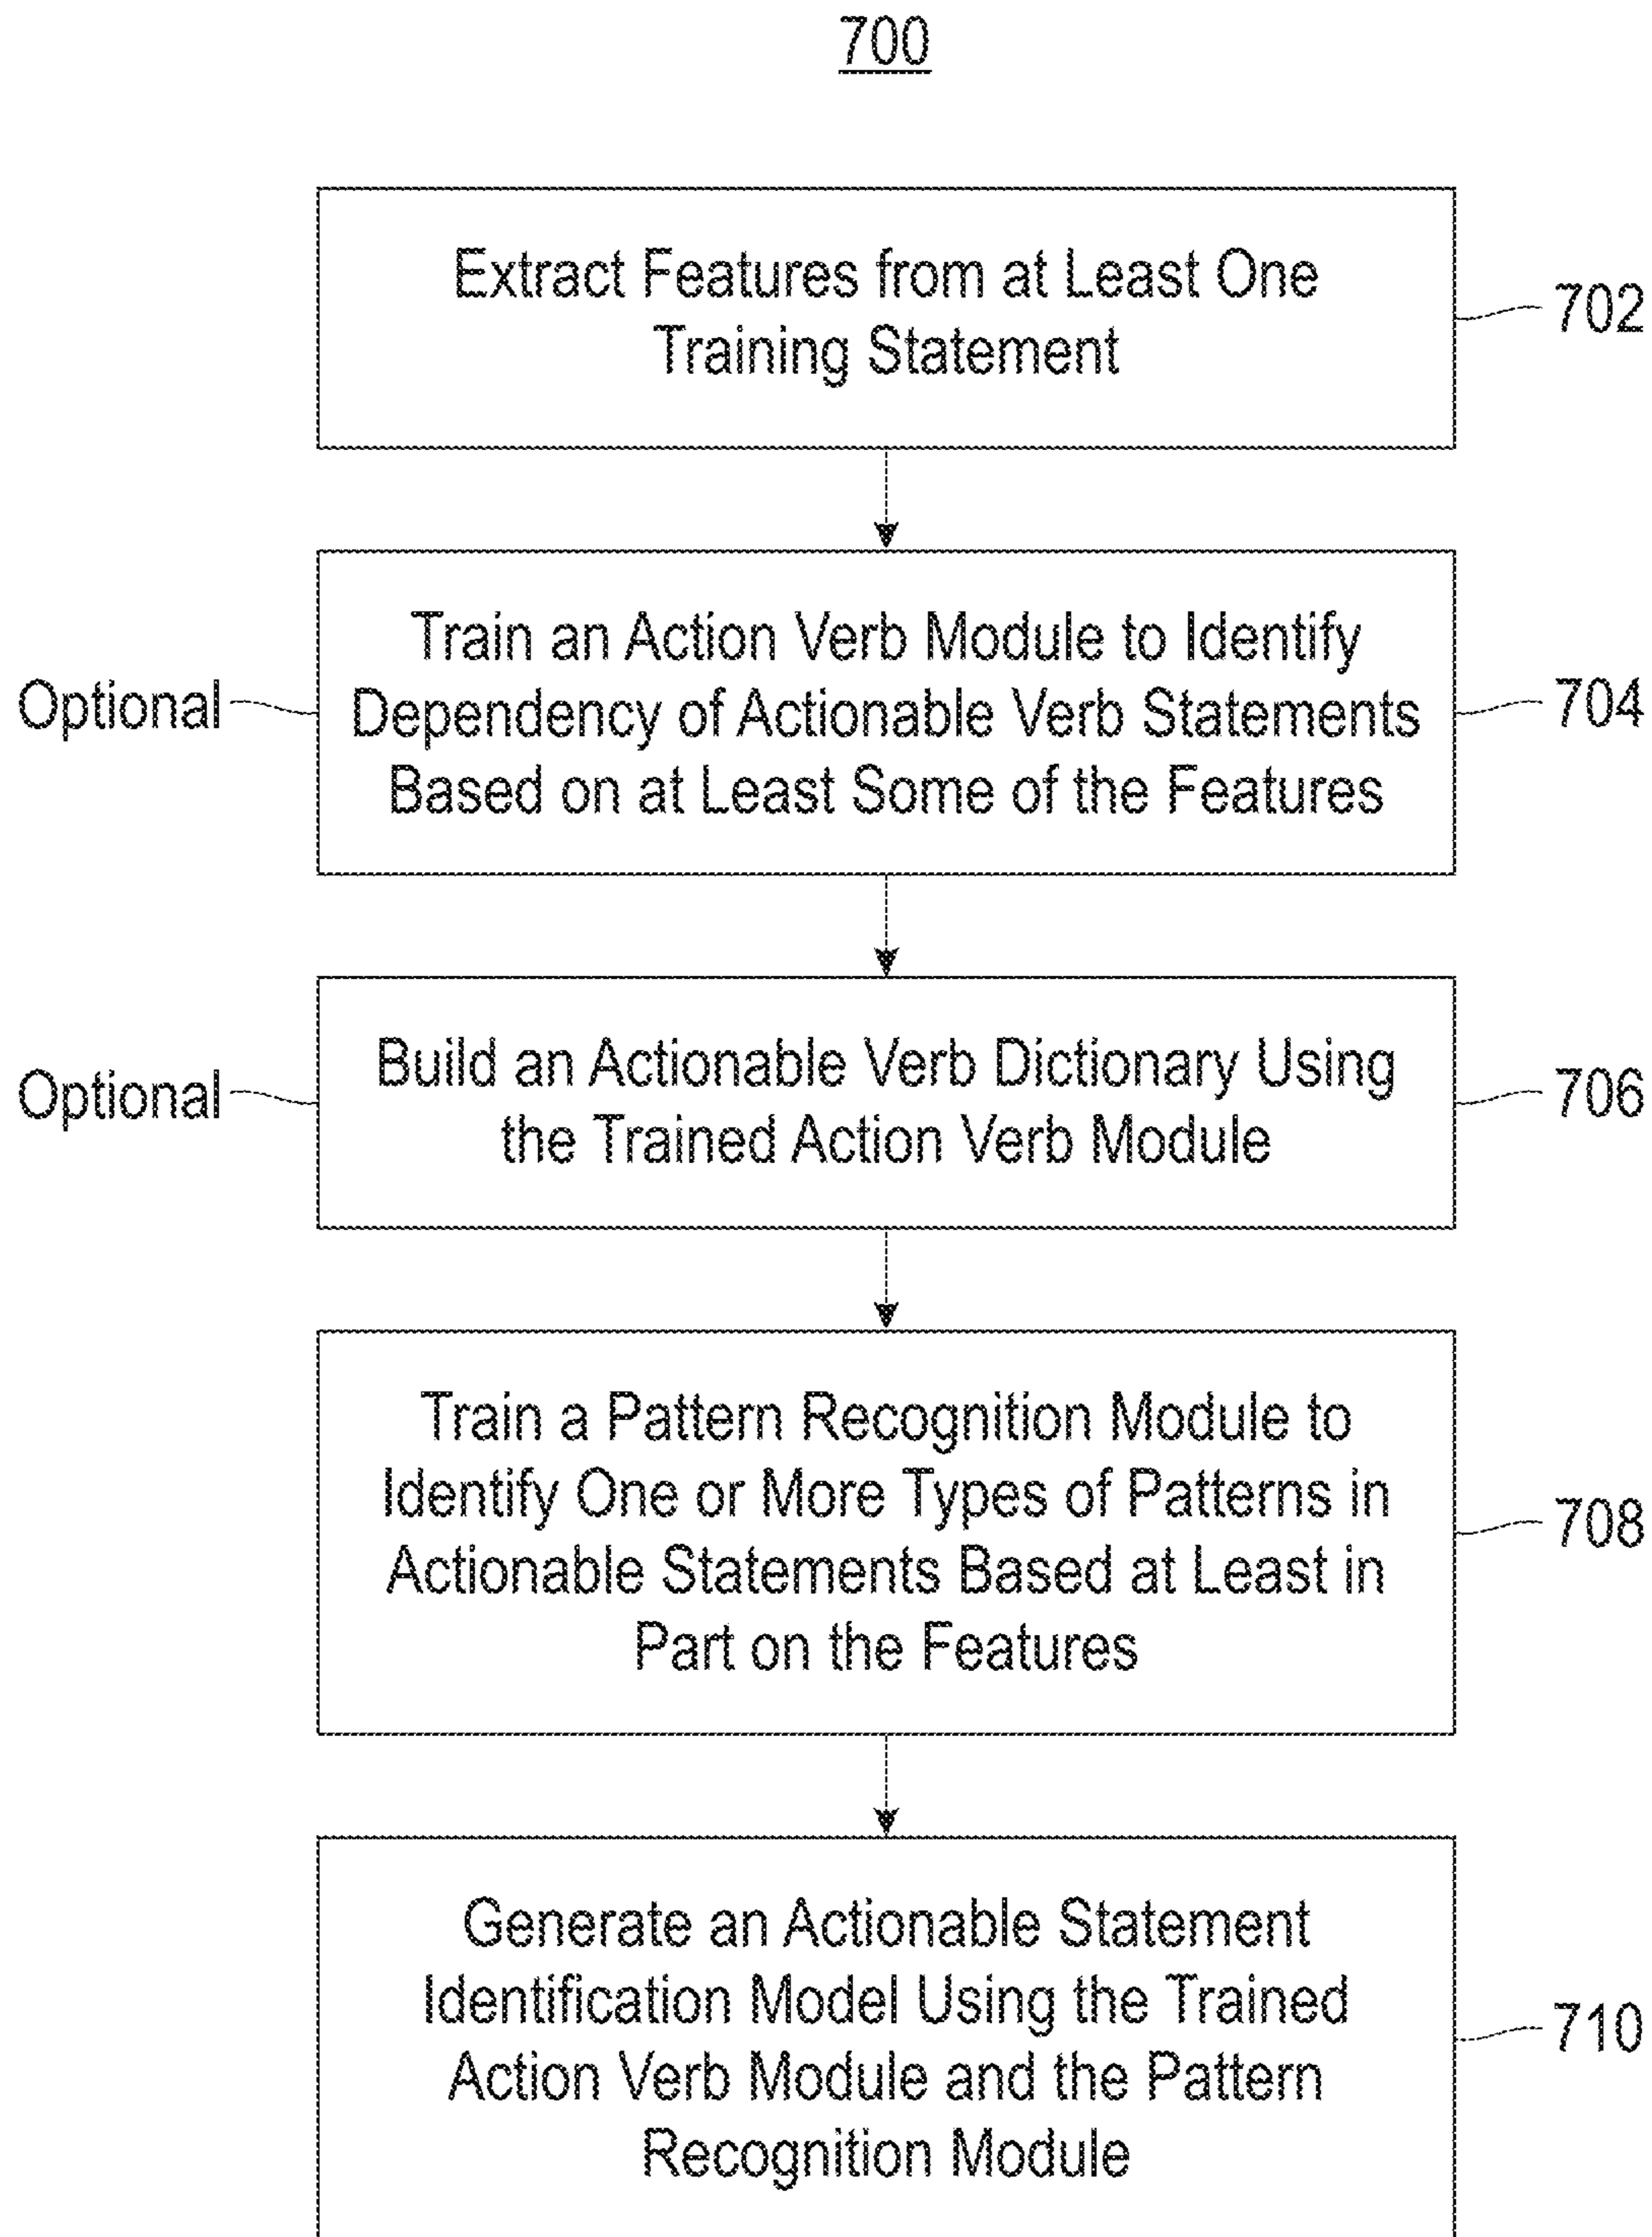 700
Extract Features from at Least One
Training Statement
702
Train an Action Verb Module to Identify
Dependency of Actionable Verb Statements
Based on at Least Some of the Features
Optional
704
Build an Actionable Verb Dictionary Using
the Trained Action Verb Module
Optional
706
Train a Pattern Recognition Module to
Identify One or More Types of Patterns in
Actionable Statements Based at Least in
Part on the Features
708
Generate an Actionable Statement
Identification Model Using the Trained
Action Verb Module and the Pattern
Recognition Module
710